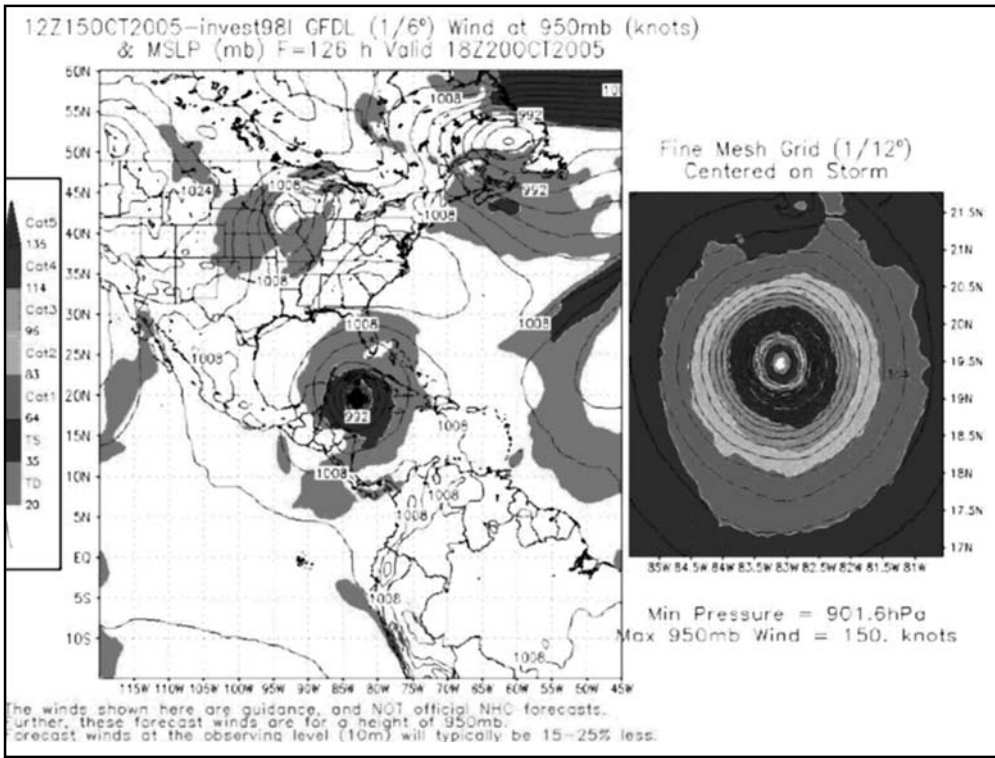 12Z15OCT2005-invest98l GFDL (1/6°) Wind at 950mb (knots)
& MSLP (mb) F=126 h Valid 18Z20OCT2005
60N
55N
50N
45N
40N
35N
30N
25N
20N
15N
10N
5N
EQ
5S
10S
115W 110W 105W 100W 95W 90W 85W 80W 75W 70W 65W 60W 55W 50W 45W
Cat5
135
Cat4
114
Cat3
96
Cat2
83
Cat1
64
TS
35
TD
20
1008
992
1024
1008
992
1008
1008
1008
1008
1008
992
1008
1008
1008
1008
1008
1008
Fine Mesh Grid (1/12°)
Centered on Storm
21.5N
21N
20.5N
20N
19.5N
19N
18.5N
18N
17.5N
17N
85W 84.5W 84W 83.5W 83W 82.5W 82W 81.5W 81W
Min Pressure = 901.6hPa
Max 950mb Wind = 150. knots
The winds shown here are guidance, and NOT official NHC forecasts.
Further, these forecast winds are for a height of 950mb.
Forecast winds at the observing level (10m) will typically be 15-25% less.